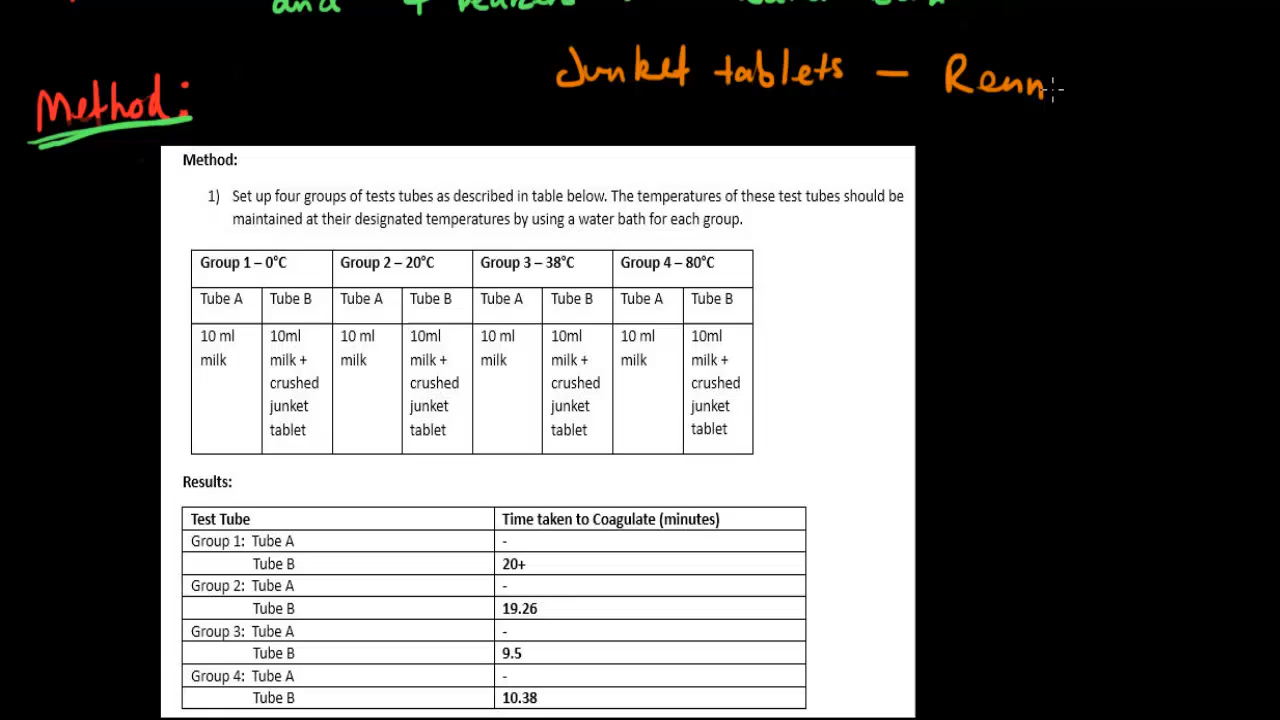 and 4 beakers
Junket tablets – Renn
Method:
Method:
1) Set up four groups of tests tubes as described in table below. The temperatures of these test tubes should be
maintained at their designated temperatures by using a water bath for each group.
Group 1 – 0°C Group 2 – 20°C Group 3 – 38°C Group 4 – 80°C
Tube A Tube B Tube A Tube B Tube A Tube B Tube A Tube B
10 ml 10ml 10 ml 10ml 10 ml 10ml 10 ml 10ml
milk milk + milk milk + milk milk + milk milk +
crushed crushed crushed crushed
junket junket junket junket
tablet tablet tablet tablet
Results:
Test Tube Time taken to Coagulate (minutes)
Group 1: Tube A -
Tube B 20+
Group 2: Tube A -
Tube B 19.26
Group 3: Tube A -
Tube B 9.5
Group 4: Tube A -
Tube B 10.38